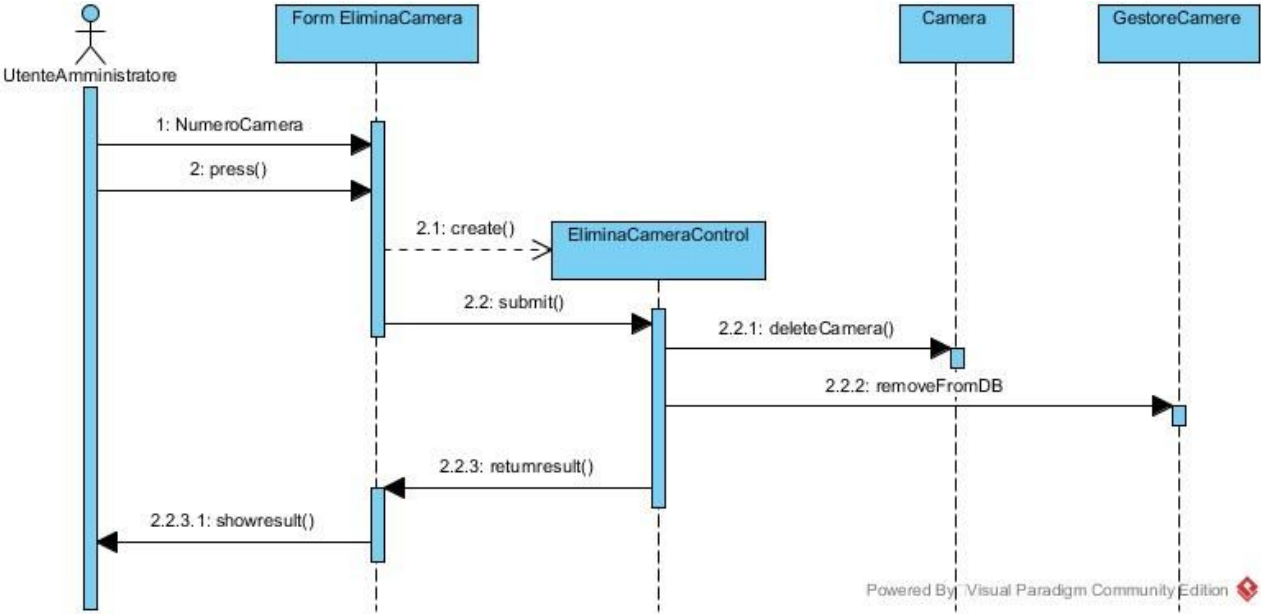 Form EliminaCamera
Camera
GestoreCamere
UtenteAmministratore
1: NumeroCamera
2: press()
2.1: create()
EliminaCameraControl
2.2: submit()
2.2.1: deleteCamera()
2.2.2: removeFromDB
2.2.3: returnresult()
2.2.3.1: showresult()
Powered By Visual Paradigm Community Edition